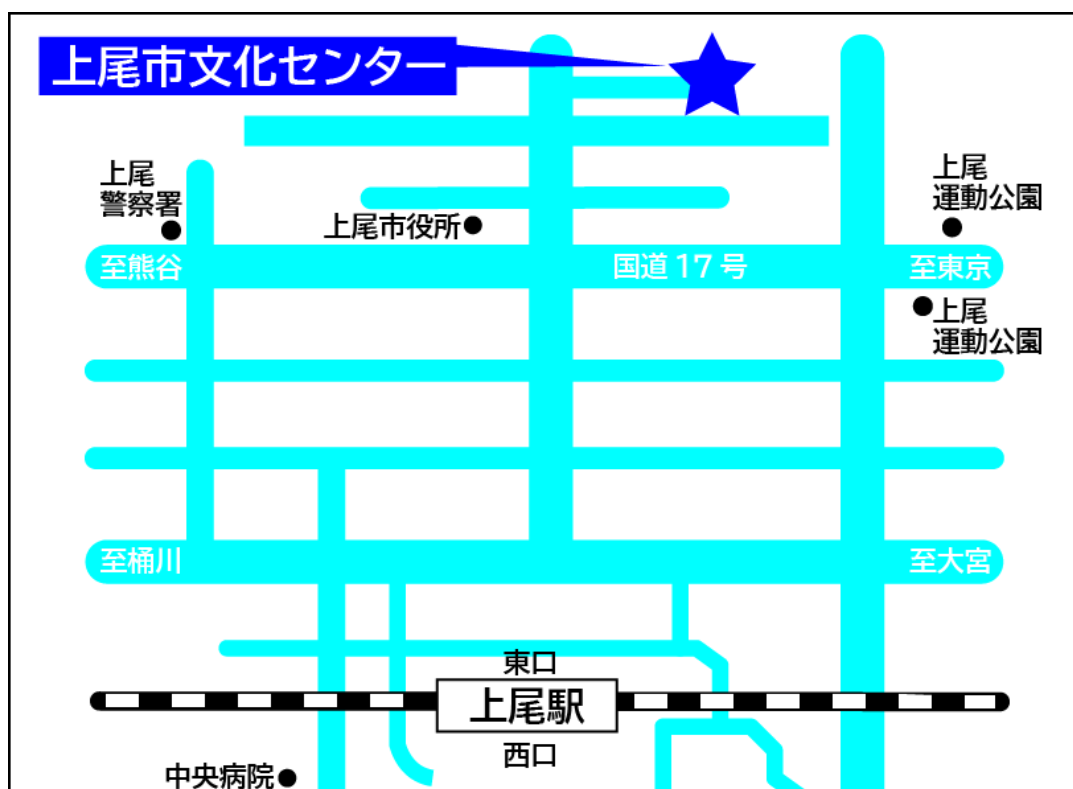 上尾市文化センター
上尾
警察署
上尾市役所
上尾
運動公園
至熊谷
国道17号
至東京
上尾
運動公園
至桶川
至大宮
東口
上尾駅
西口
中央病院